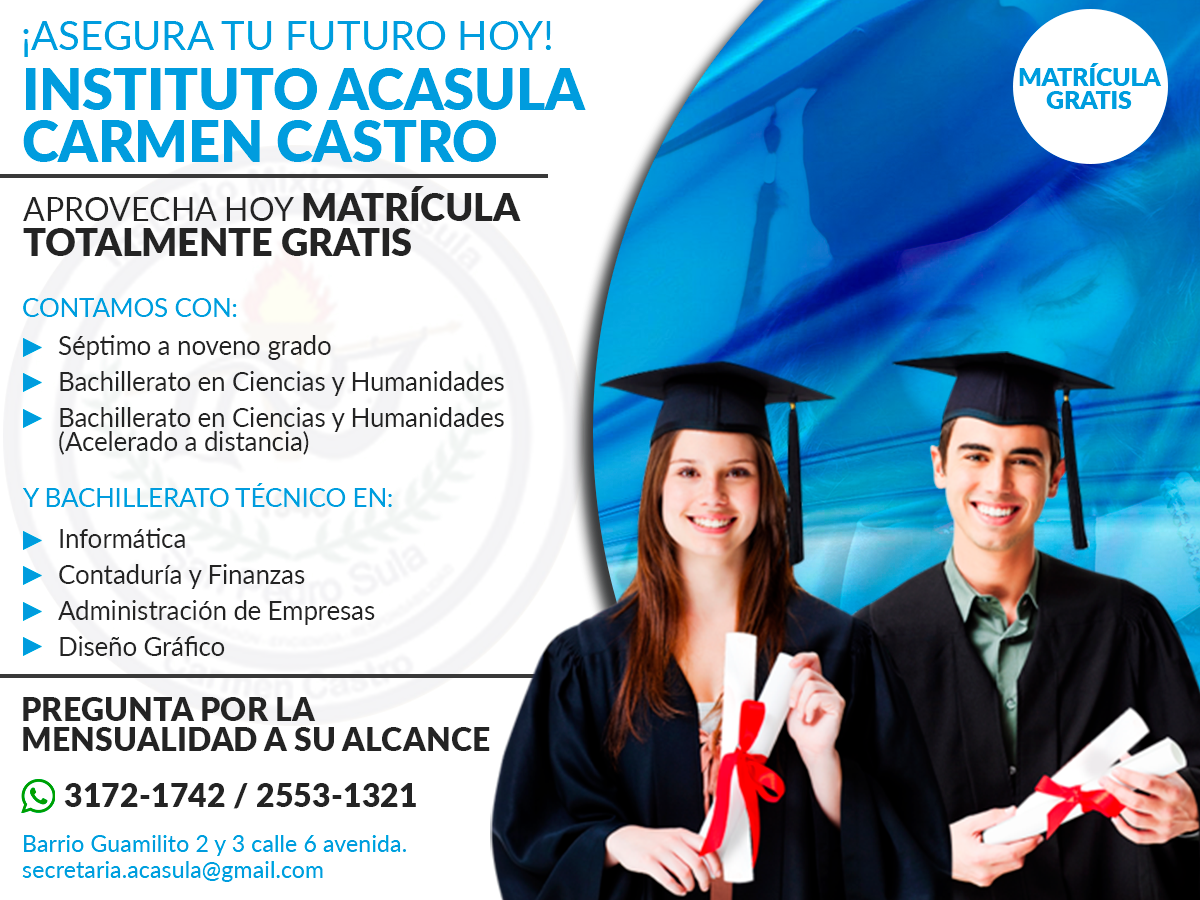 ¡ASEGURA TU FUTURO HOY!
INSTITUTO ACASULA
CARMEN CASTRO
MATRÍCULA
GRATIS
APROVECHA HOY MATRÍCULA
TOTALMENTE GRATIS
CONTAMOS CON:
Séptimo a noveno grado
Bachillerato en Ciencias y Humanidades
Bachillerato en Ciencias y Humanidades
(Acelerado a distancia)
Y BACHILLERATO TÉCNICO EN:
Informática
Contaduría y Finanzas
Administración de Empresas
Diseño Gráfico
PREGUNTA POR LA
MENSUALIDAD A SU ALCANCE
3172-1742 / 2553-1321
Barrio Guamilito 2 y 3 calle 6 avenida.
secretaria.acasula@gmail.com
Carmen Castro